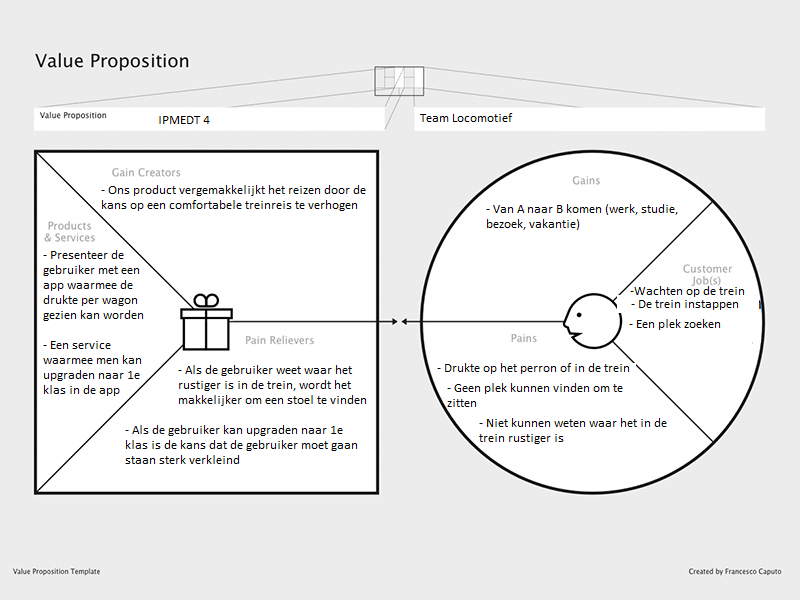 Value Proposition
Value Proposition
IPMEDT 4
Team Locomotief
Gain Creators
- Ons product vergemakkelijkt het reizen door de
kans op een comfortabele treinreis te verhogen
Products
& Services
- Presenteer de
gebruiker met een
app waarmee de
drukte per wagon
gezien kan worden
- Een service
waarmee men kan
upgraden naar 1e
klas in de app
Pain Relievers
- Als de gebruiker weet waar het
rustiger is in de trein, wordt het
makkelijker om een stoel te vinden
- Als de gebruiker kan upgraden naar 1e
klas is de kans dat de gebruiker moet gaan
staan sterk verkleind
Gains
- Van A naar B komen (werk, studie,
bezoek, vakantie)
Customer
Job(s)
-Wachten op de trein
- De trein instappen
- Een plek zoeken
Pains
- Drukte op het perron of in de trein
- Geen plek kunnen vinden om te
zitten
- Niet kunnen weten waar het in de
trein rustiger is
Value Proposition Template
Created by Francesco Caputo